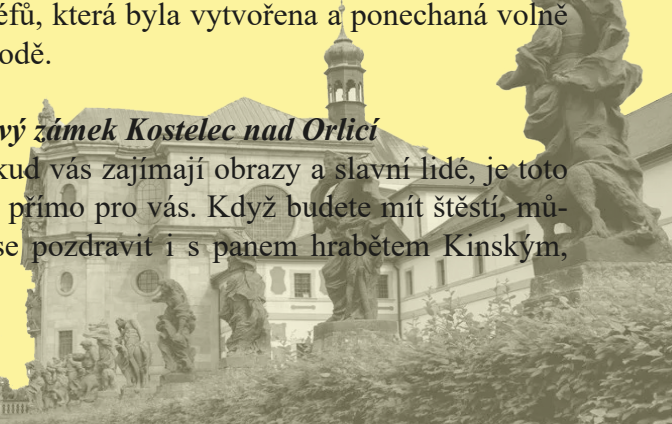 éfů, která byla vytvořena a ponechaná volně
odě.
vý zámek Kostelec nad Orlicí
kud vás zajímají obrazy a slavní lidé, je toto
přímo pro vás. Když budete mít štěstí, mů-
se pozdravit i s panem hrabětem Kinským,